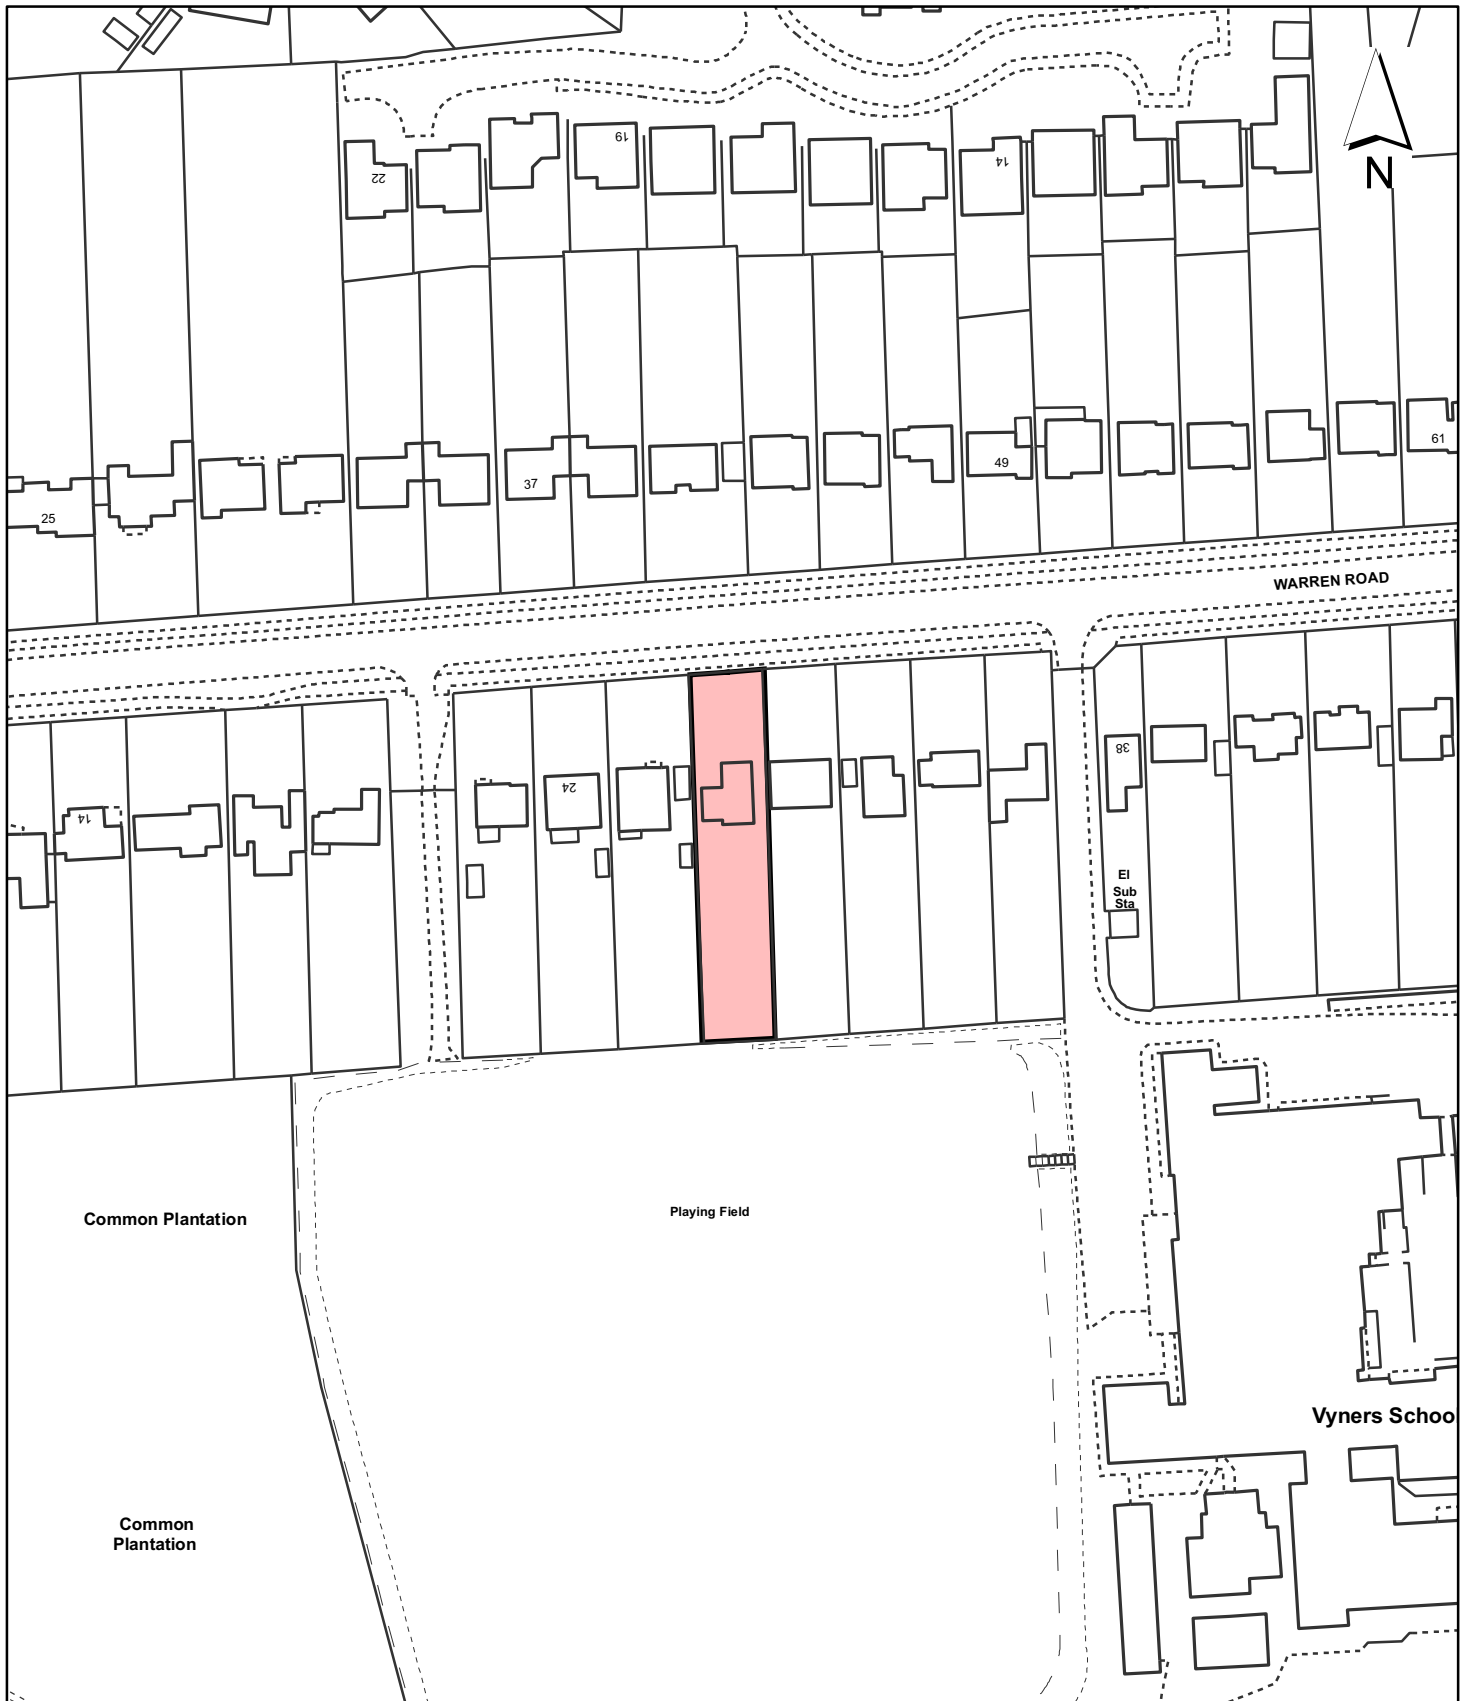 19
22
14
N
61
49
37
25
WARREN ROAD
38
24
14
El
Sub
Sta
Common Plantation
Playing Field
Vyners Schoo
Common
Plantation